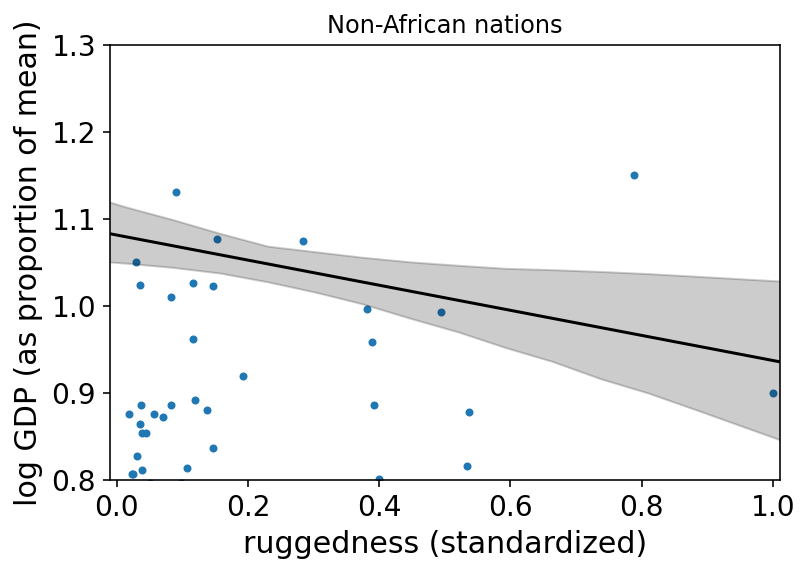 Non-African nations
log GDP (as proportion of mean)
1.3
1.2
1.1
1.0
0.9
0.8
0.0 0.2 0.4 0.6 0.8 1.0
ruggedness (standardized)